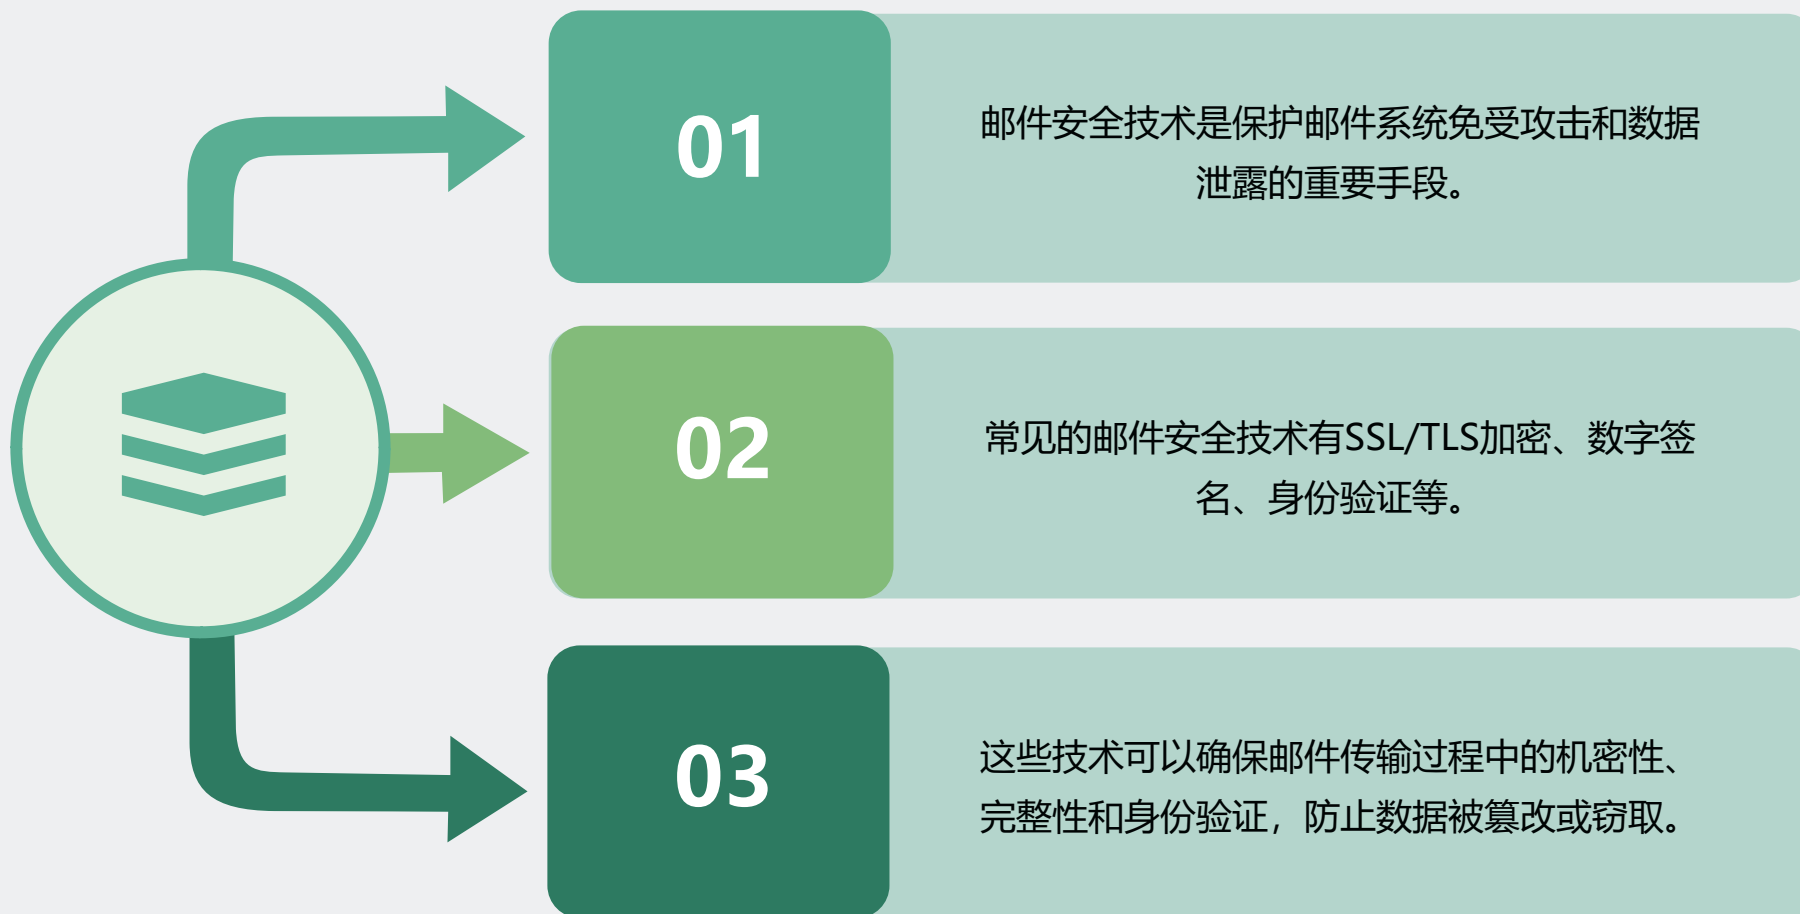 01
邮件安全技术是保护邮件系统免受攻击和数据
泄露的重要手段。
02
常见的邮件安全技术有SSL/TLS加密、数字签
名、身份验证等。
03
这些技术可以确保邮件传输过程中的机密性、
完整性和身份验证，防止数据被篡改或窃取。